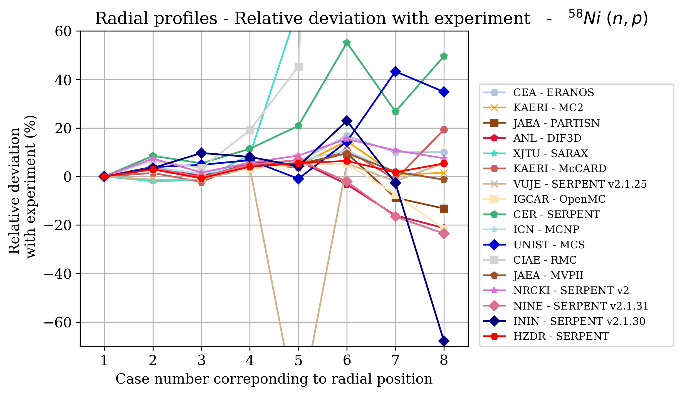 Radial profiles - Relative deviation with experiment - ⁵⁸Ni (n, p)
60
40
20
0
−20
−40
−60
Relative deviation
with experiment (%)
1 2 3 4 5 6 7 8
Case number correponding to radial position
CEA - ERANOS
KAERI - MC2
JAEA - PARTISN
ANL - DIF3D
XJTU - SARAX
KAERI - McCARD
VUJE - SERPENT v2.1.25
IGCAR - OpenMC
CER - SERPENT
ICN - MCNP
UNIST - MCS
CIAE - RMC
JAEA - MVPII
NRCKI - SERPENT v2
NINE - SERPENT v2.1.31
ININ - SERPENT v2.1.30
HZDR - SERPENT